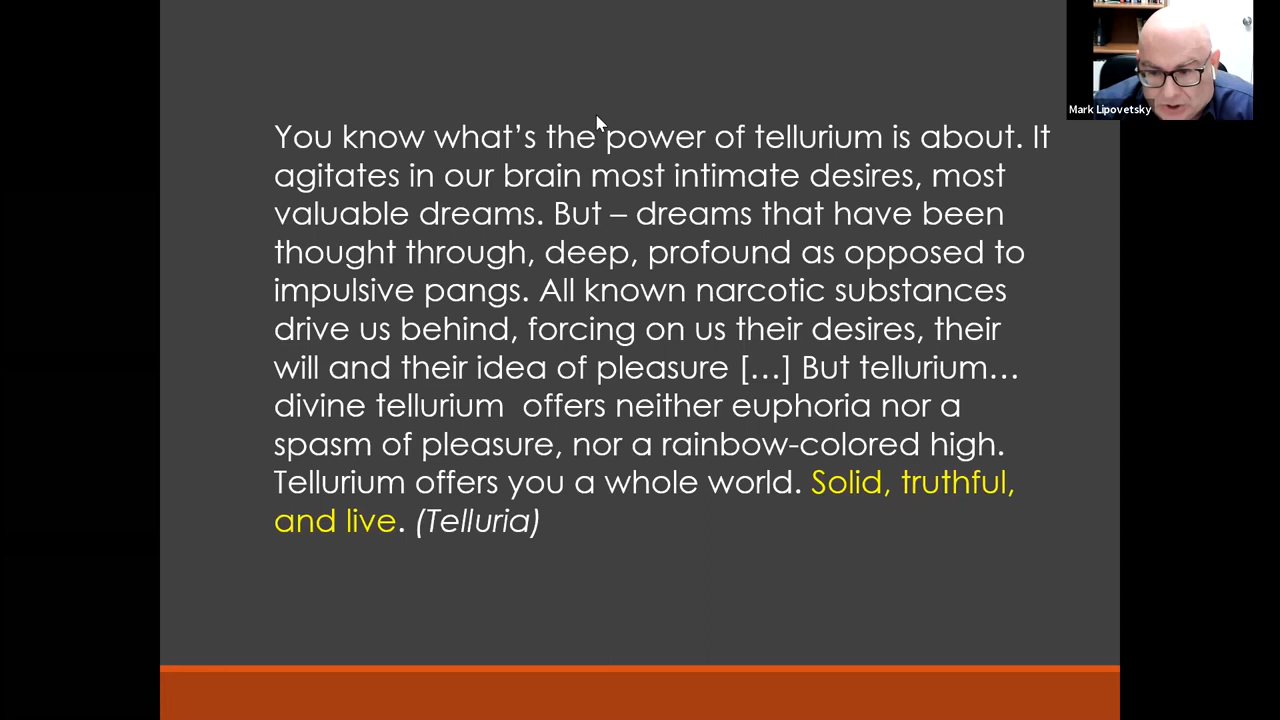 You know what’s the power of tellurium is about. It
agitates in our brain most intimate desires, most
valuable dreams. But – dreams that have been
thought through, deep, profound as opposed to
impulsive pangs. All known narcotic substances
drive us behind, forcing on us their desires, their
will and their idea of pleasure […] But tellurium…
divine tellurium  offers neither euphoria nor a
spasm of pleasure, nor a rainbow-colored high.
Tellurium offers you a whole world. Solid, truthful,
and live. (Telluria)
Mark Lipovetsky